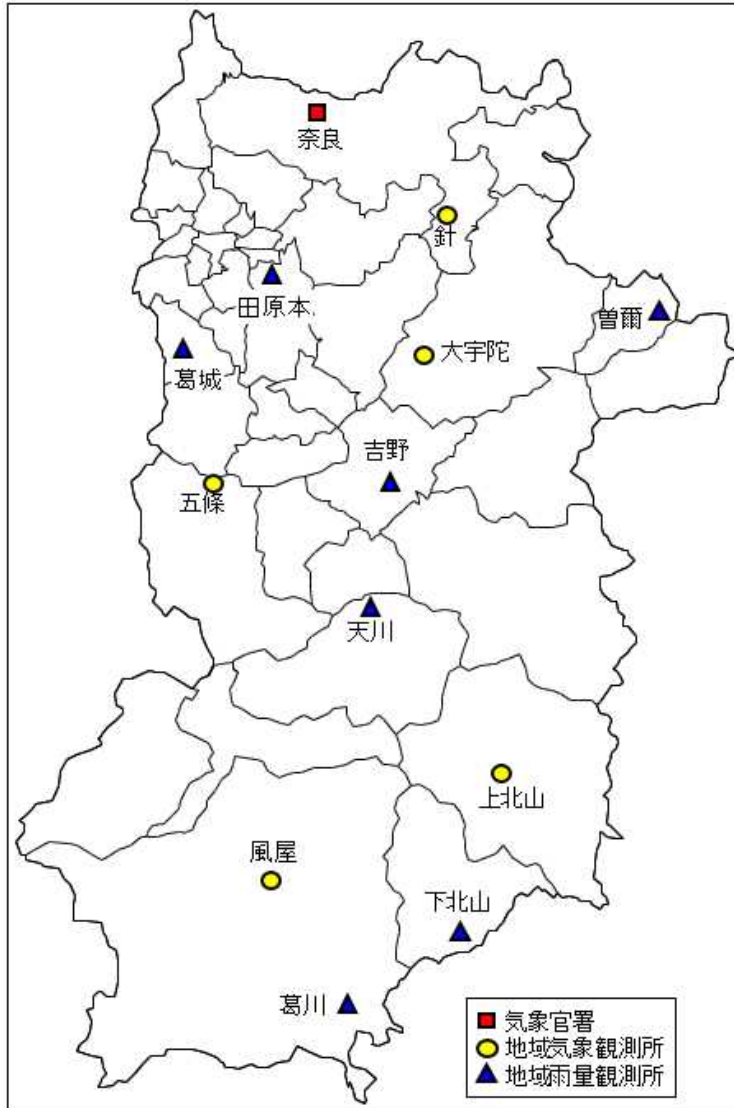 奈良
針
田原本
曽爾
大宇陀
葛城
吉野
五條
天川
上北山
風屋
下北山
葛川
気象官署
地域気象観測所
地域雨量観測所